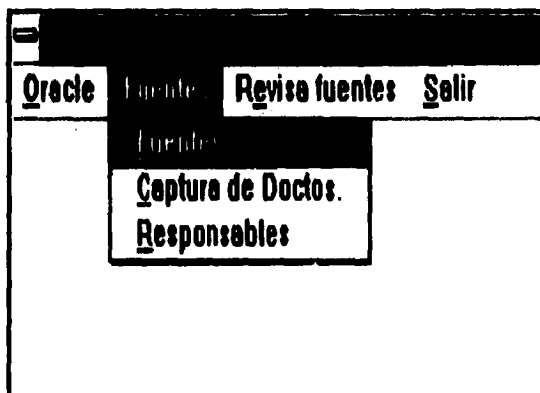 Oracle Fuentes Revisa fuentes Salir
Fuentes
Captura de Doctos.
Responsables